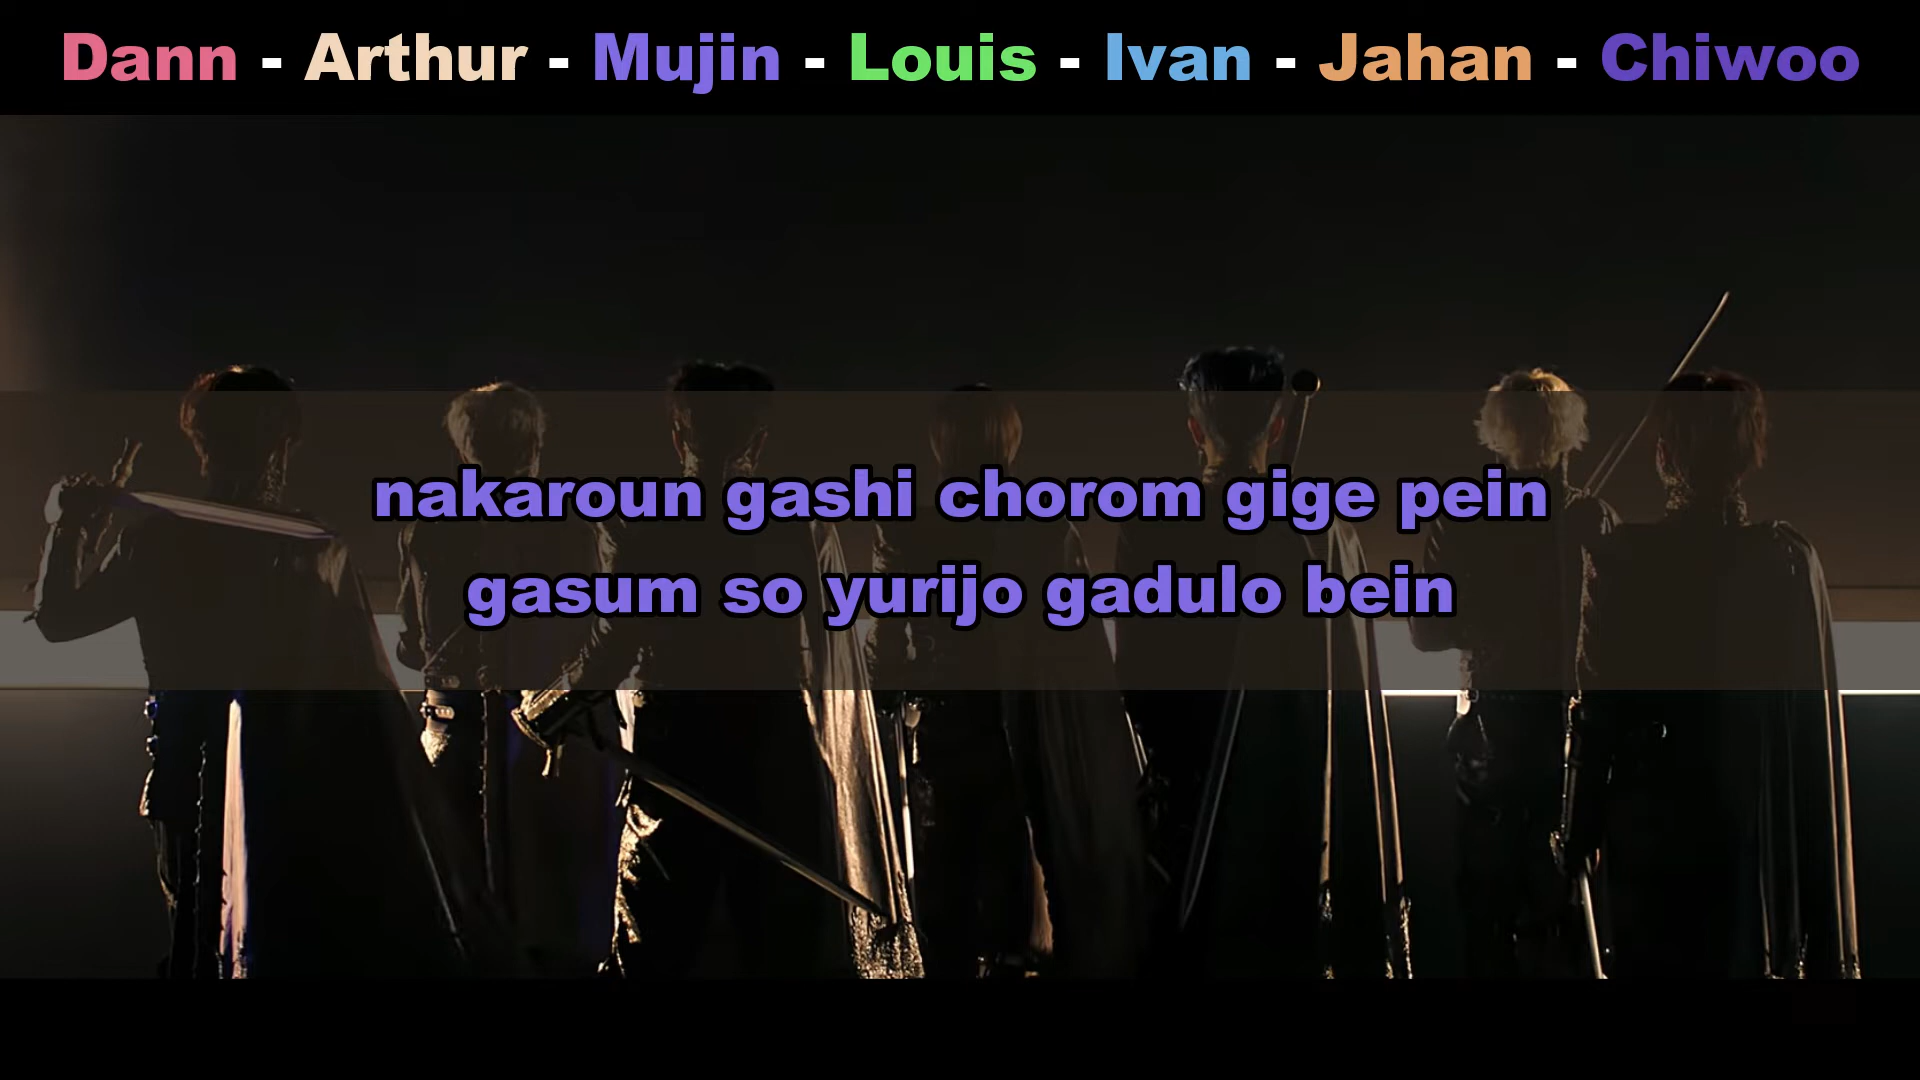 Dann - Arthur - Mujin - Louis - Ivan - Jahan - Chiwoo
nakaroun gashi chorom gige pein
gasum so yurijo gadulo bein